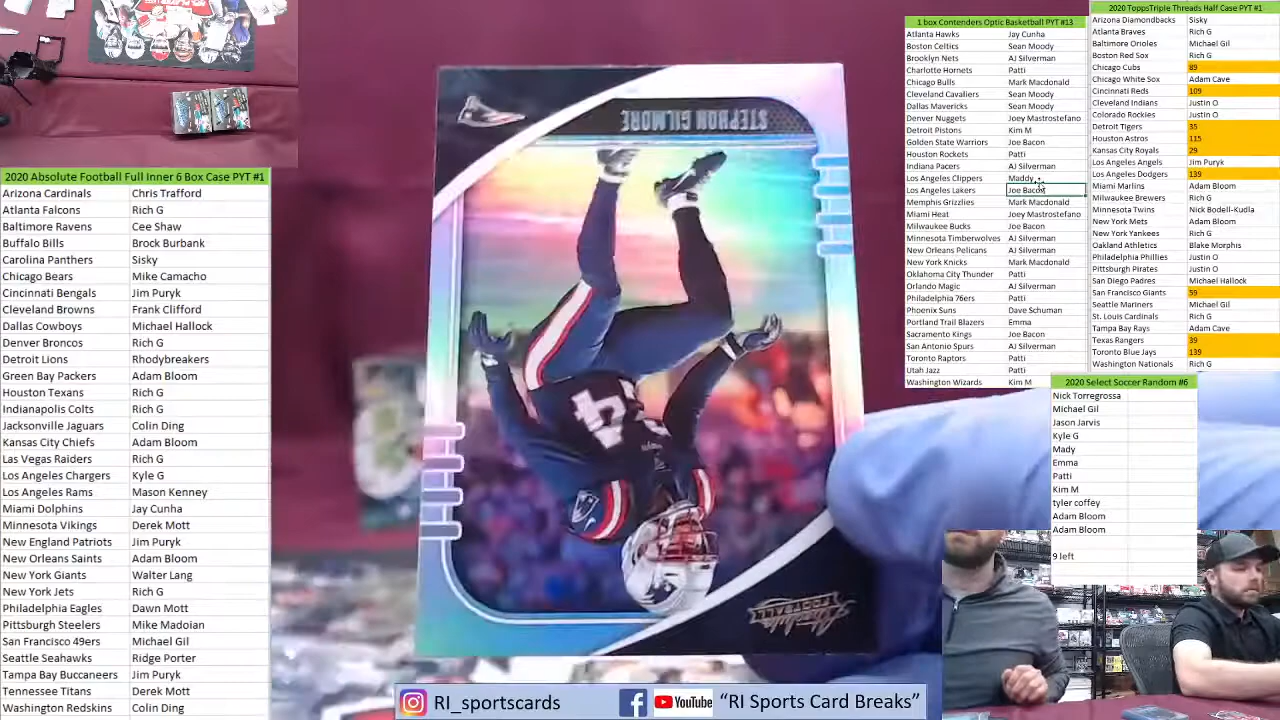 2020 Absolute Football Full Inner 6 Box Case PYT #1
Arizona Cardinals Chris Trafford
Atlanta Falcons Rich G
Baltimore Ravens Cee Shaw
Buffalo Bills Brock Burbank
Carolina Panthers Sisky
Chicago Bears Mike Camacho
Cincinnati Bengals Jim Puryk
Cleveland Browns Frank Clifford
Dallas Cowboys Michael Hallock
Denver Broncos Rich G
Detroit Lions Rhodybreakers
Green Bay Packers Adam Bloom
Houston Texans Rich G
Indianapolis Colts Rich G
Jacksonville Jaguars Colin Ding
Kansas City Chiefs Adam Bloom
Las Vegas Raiders Rich G
Los Angeles Chargers Kyle G
Los Angeles Rams Mason Kenney
Miami Dolphins Jay Cunha
Minnesota Vikings Derek Mott
New England Patriots Jim Puryk
New Orleans Saints Adam Bloom
New York Giants Walter Lang
New York Jets Rich G
Philadelphia Eagles Dawn Mott
Pittsburgh Steelers Mike Madoian
San Francisco 49ers Michael Gil
Seattle Seahawks Ridge Porter
Tampa Bay Buccaneers Jim Puryk
Tennessee Titans Derek Mott
Washington Redskins Colin Ding
STEPHON GILMORE
Absolute
FOOTBALL
1 box Contenders Optic Basketball PYT #13
Atlanta Hawks Jay Cunha
Boston Celtics Sean Moody
Brooklyn Nets AJ Silverman
Charlotte Hornets Patti
Chicago Bulls Mark Macdonald
Cleveland Cavaliers Sean Moody
Dallas Mavericks Sean Moody
Denver Nuggets Joey Mastrostefano
Detroit Pistons Kim M
Golden State Warriors Joe Bacon
Houston Rockets Patti
Indiana Pacers AJ Silverman
Los Angeles Clippers Maddy
Los Angeles Lakers Joe Bacon
Memphis Grizzlies Mark Macdonald
Miami Heat Joey Mastrostefano
Milwaukee Bucks Joe Bacon
Minnesota Timberwolves AJ Silverman
New Orleans Pelicans AJ Silverman
New York Knicks Mark Macdonald
Oklahoma City Thunder Patti
Orlando Magic AJ Silverman
Philadelphia 76ers Patti
Phoenix Suns Dave Schuman
Portland Trail Blazers Emma
Sacramento Kings Joe Bacon
San Antonio Spurs AJ Silverman
Toronto Raptors Patti
Utah Jazz Patti
Washington Wizards Kim M
2020 ToppsTriple Threads Half Case PYT #1
Arizona Diamondbacks Sisky
Atlanta Braves Rich G
Baltimore Orioles Michael Gil
Boston Red Sox Rich G
Chicago Cubs 89
Chicago White Sox Adam Cave
Cincinnati Reds 109
Cleveland Indians Justin O
Colorado Rockies Justin O
Detroit Tigers 35
Houston Astros 115
Kansas City Royals 29
Los Angeles Angels Jim Puryk
Los Angeles Dodgers 139
Miami Marlins Adam Bloom
Milwaukee Brewers Rich G
Minnesota Twins Nick Bodell-Kudla
New York Mets Adam Bloom
New York Yankees Rich G
Oakland Athletics Blake Morphis
Philadelphia Phillies Justin O
Pittsburgh Pirates Justin O
San Diego Padres Michael Hallock
San Francisco Giants 59
Seattle Mariners Michael Gil
St. Louis Cardinals Rich G
Tampa Bay Rays Adam Cave
Texas Rangers 39
Toronto Blue Jays 139
Washington Nationals Rich G
2020 Select Soccer Random #6
Nick Torregrossa
Michael Gil
Jason Jarvis
Kyle G
Mady
Emma
Patti
Kim M
tyler coffey
Adam Bloom
Adam Bloom
9 left
RI_sportscards
YouTube
"RI Sports Card Breaks"